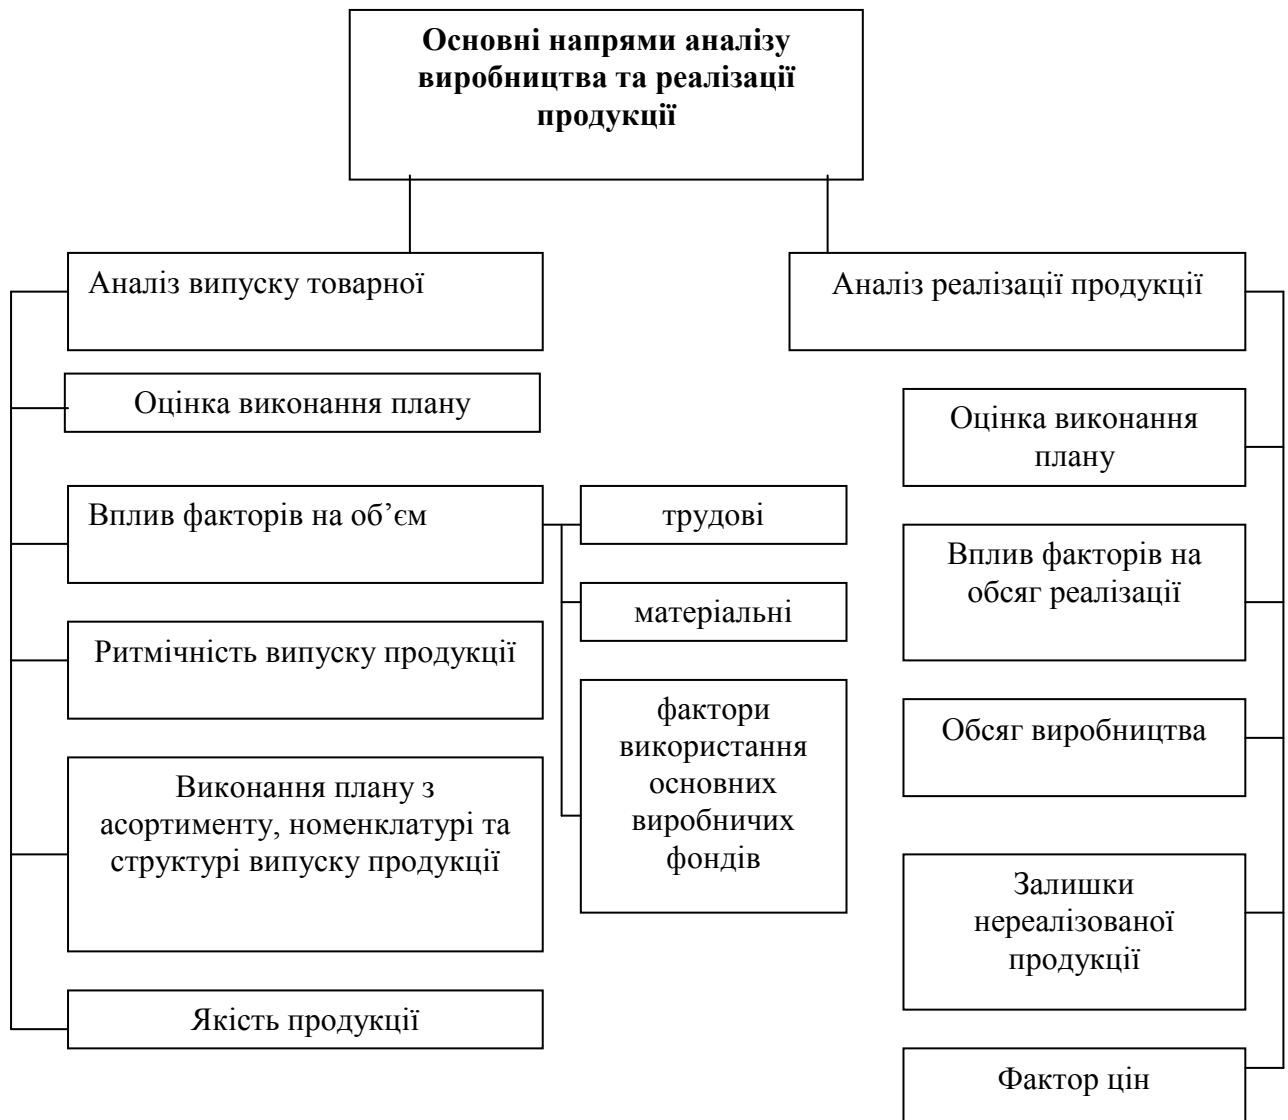 Основні напрями аналізу
виробництва та реалізації
продукції
Аналіз випуску товарної
Оцінка виконання плану
Вплив факторів на об’єм
трудові
матеріальні
фактори
використання
основних
виробничих
фондів
Ритмічність випуску продукції
Виконання плану з
асортименту, номенклатурі та
структурі випуску продукції
Якість продукції
Аналіз реалізації продукції
Оцінка виконання
плану
Вплив факторів на
обсяг реалізації
Обсяг виробництва
Залишки
нереалізованої
продукції
Фактор цін